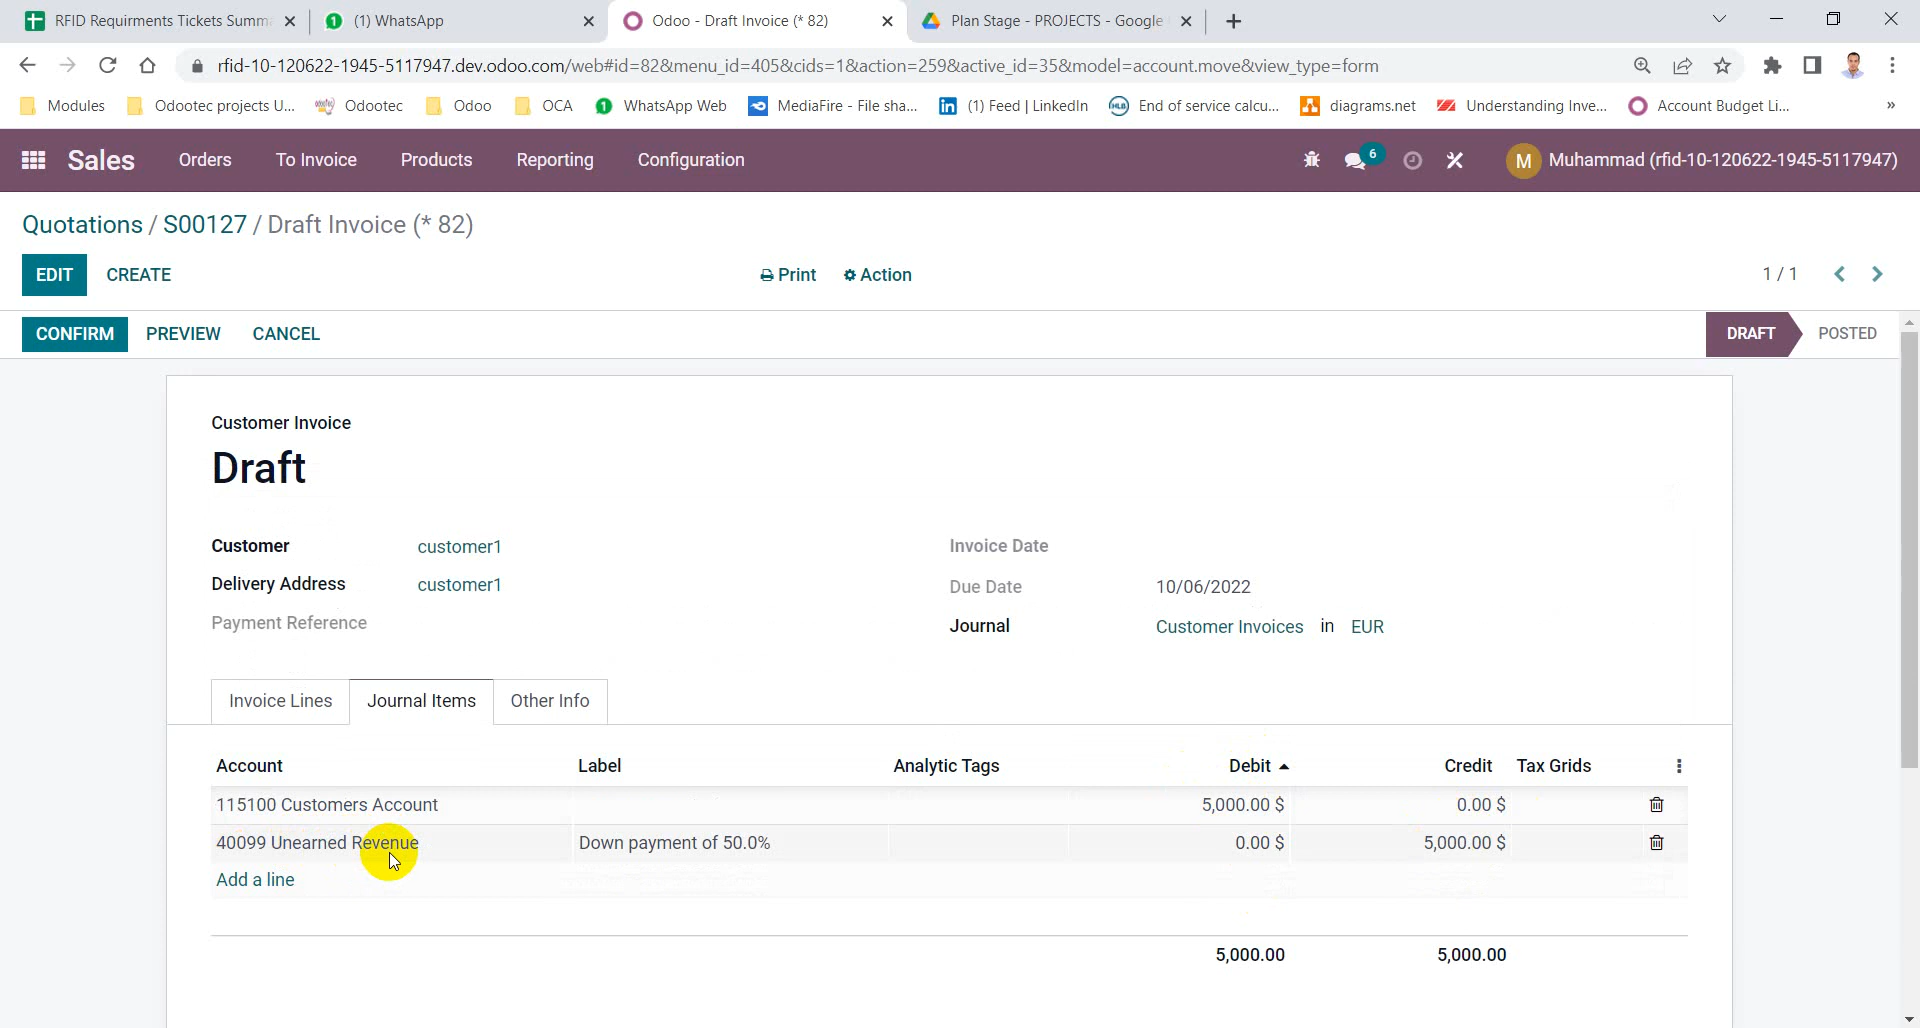 RFID Requirments Tickets Summ
(1) WhatsApp
Odoo - Draft Invoice (* 82)
Plan Stage - PROJECTS - Google
rfid-10-120622-1945-5117947.dev.odoo.com/web#id=82&menu_id=405&cids=1&action=259&active_id=35&model=account.move&view_type=form
Modules
Odootec projects U...
Odootec
Odoo
OCA
WhatsApp Web
MediaFire - File sha...
(1) Feed | LinkedIn
End of service calcu...
diagrams.net
Understanding Inve...
Account Budget Li...
»
Sales
Orders
To Invoice
Products
Reporting
Configuration
6
M
Muhammad (rfid-10-120622-1945-5117947)
Quotations / S00127 / Draft Invoice (* 82)
EDIT
CREATE
Print
Action
1 / 1
CONFIRM
PREVIEW
CANCEL
DRAFT
POSTED
Customer Invoice
Draft
Customer
customer1
Invoice Date
Delivery Address
customer1
Due Date
10/06/2022
Payment Reference
Journal
Customer Invoices in EUR
Invoice Lines
Journal Items
Other Info
Account
Label
Analytic Tags
Debit
Credit
Tax Grids
115100 Customers Account
5,000.00 $
0.00 $
40099 Unearned Revenue
Down payment of 50.0%
0.00 $
5,000.00 $
Add a line
5,000.00
5,000.00